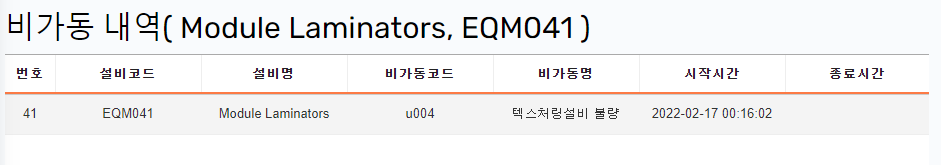 비가동 내역( Module Laminators, EQM041 )
번호 설비코드 설비명 비가동코드 비가동명 시작시간 종료시간
41 EQM041 Module Laminators u004 텍스처링설비 불량 2022-02-17 00:16:02